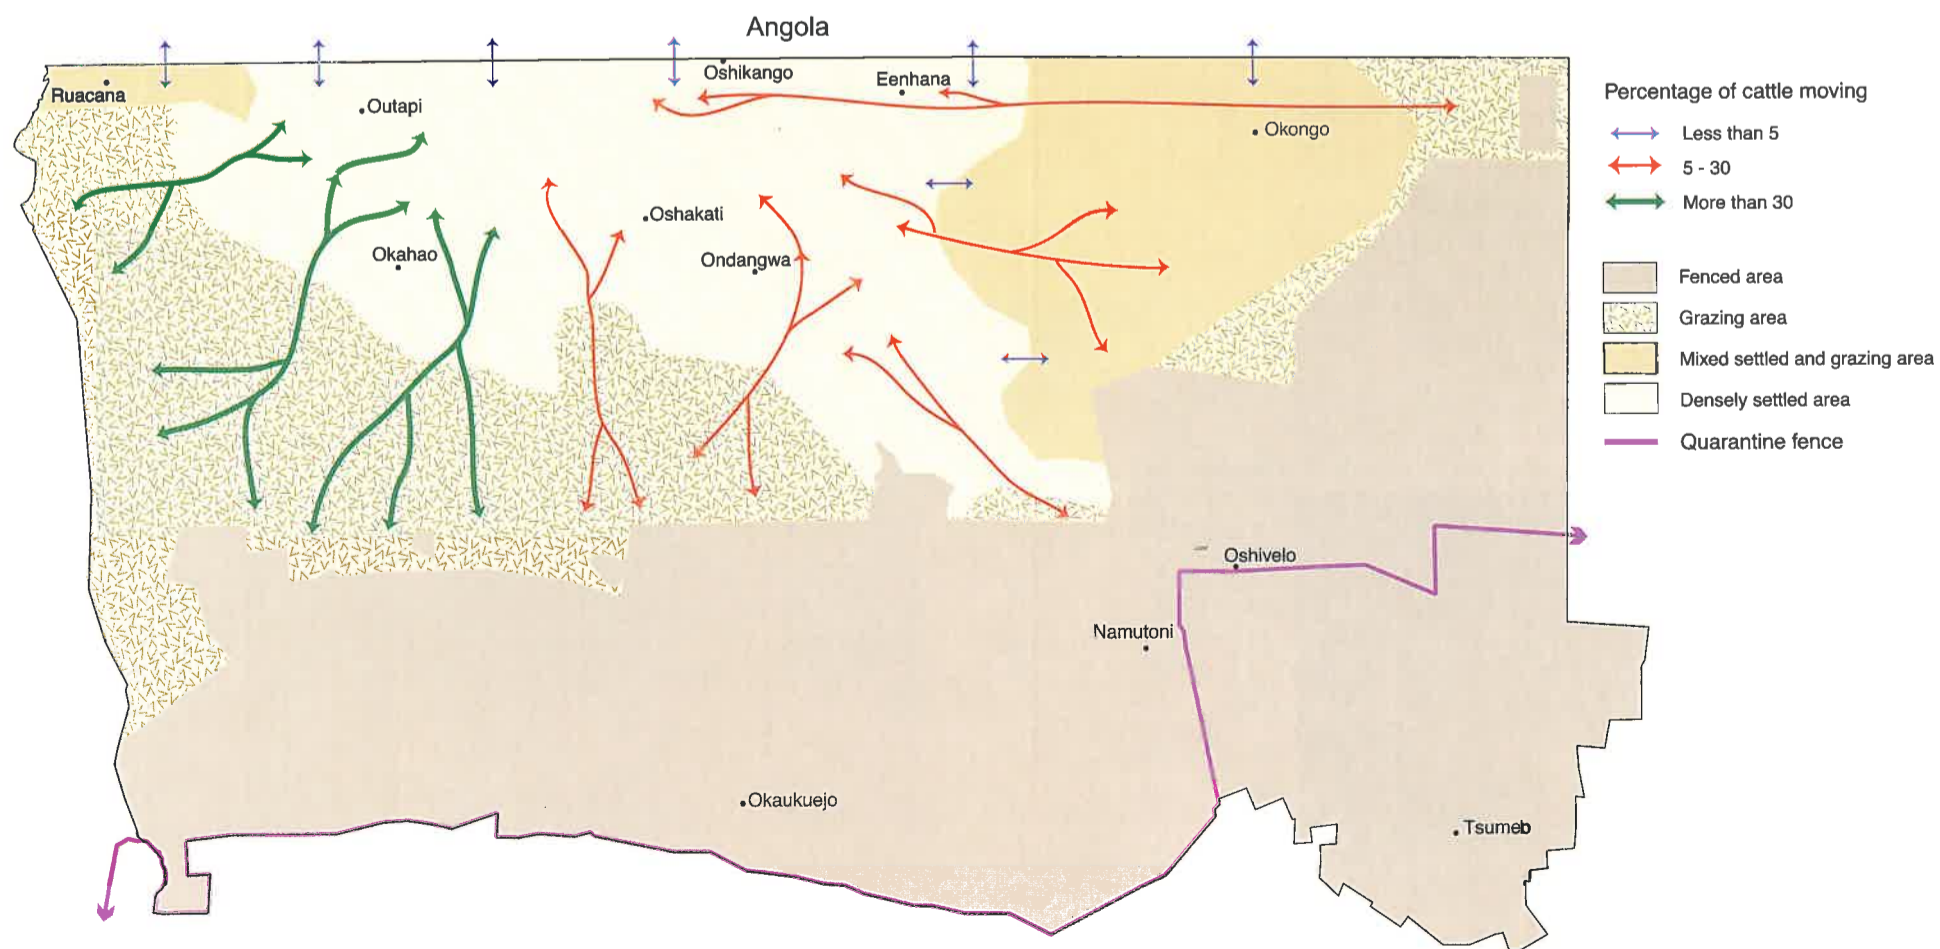 Angola
Oshikango
Eenhana
Ruacana
Outapi
Okongo
Oshakati
Okahao
Ondangwa
Oshivelo
Namutoni
Okaukuejo
Tsumeb
Percentage of cattle moving
Less than 5
5 - 30
More than 30
Fenced area
Grazing area
Mixed settled and grazing area
Densely settled area
Quarantine fence